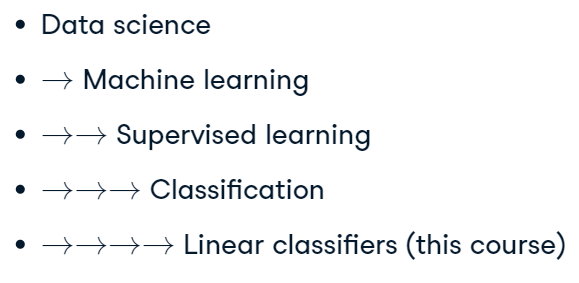 • Data science
• → Machine learning
• →→ Supervised learning
• →→→ Classification
• →→→→ Linear classifiers (this course)